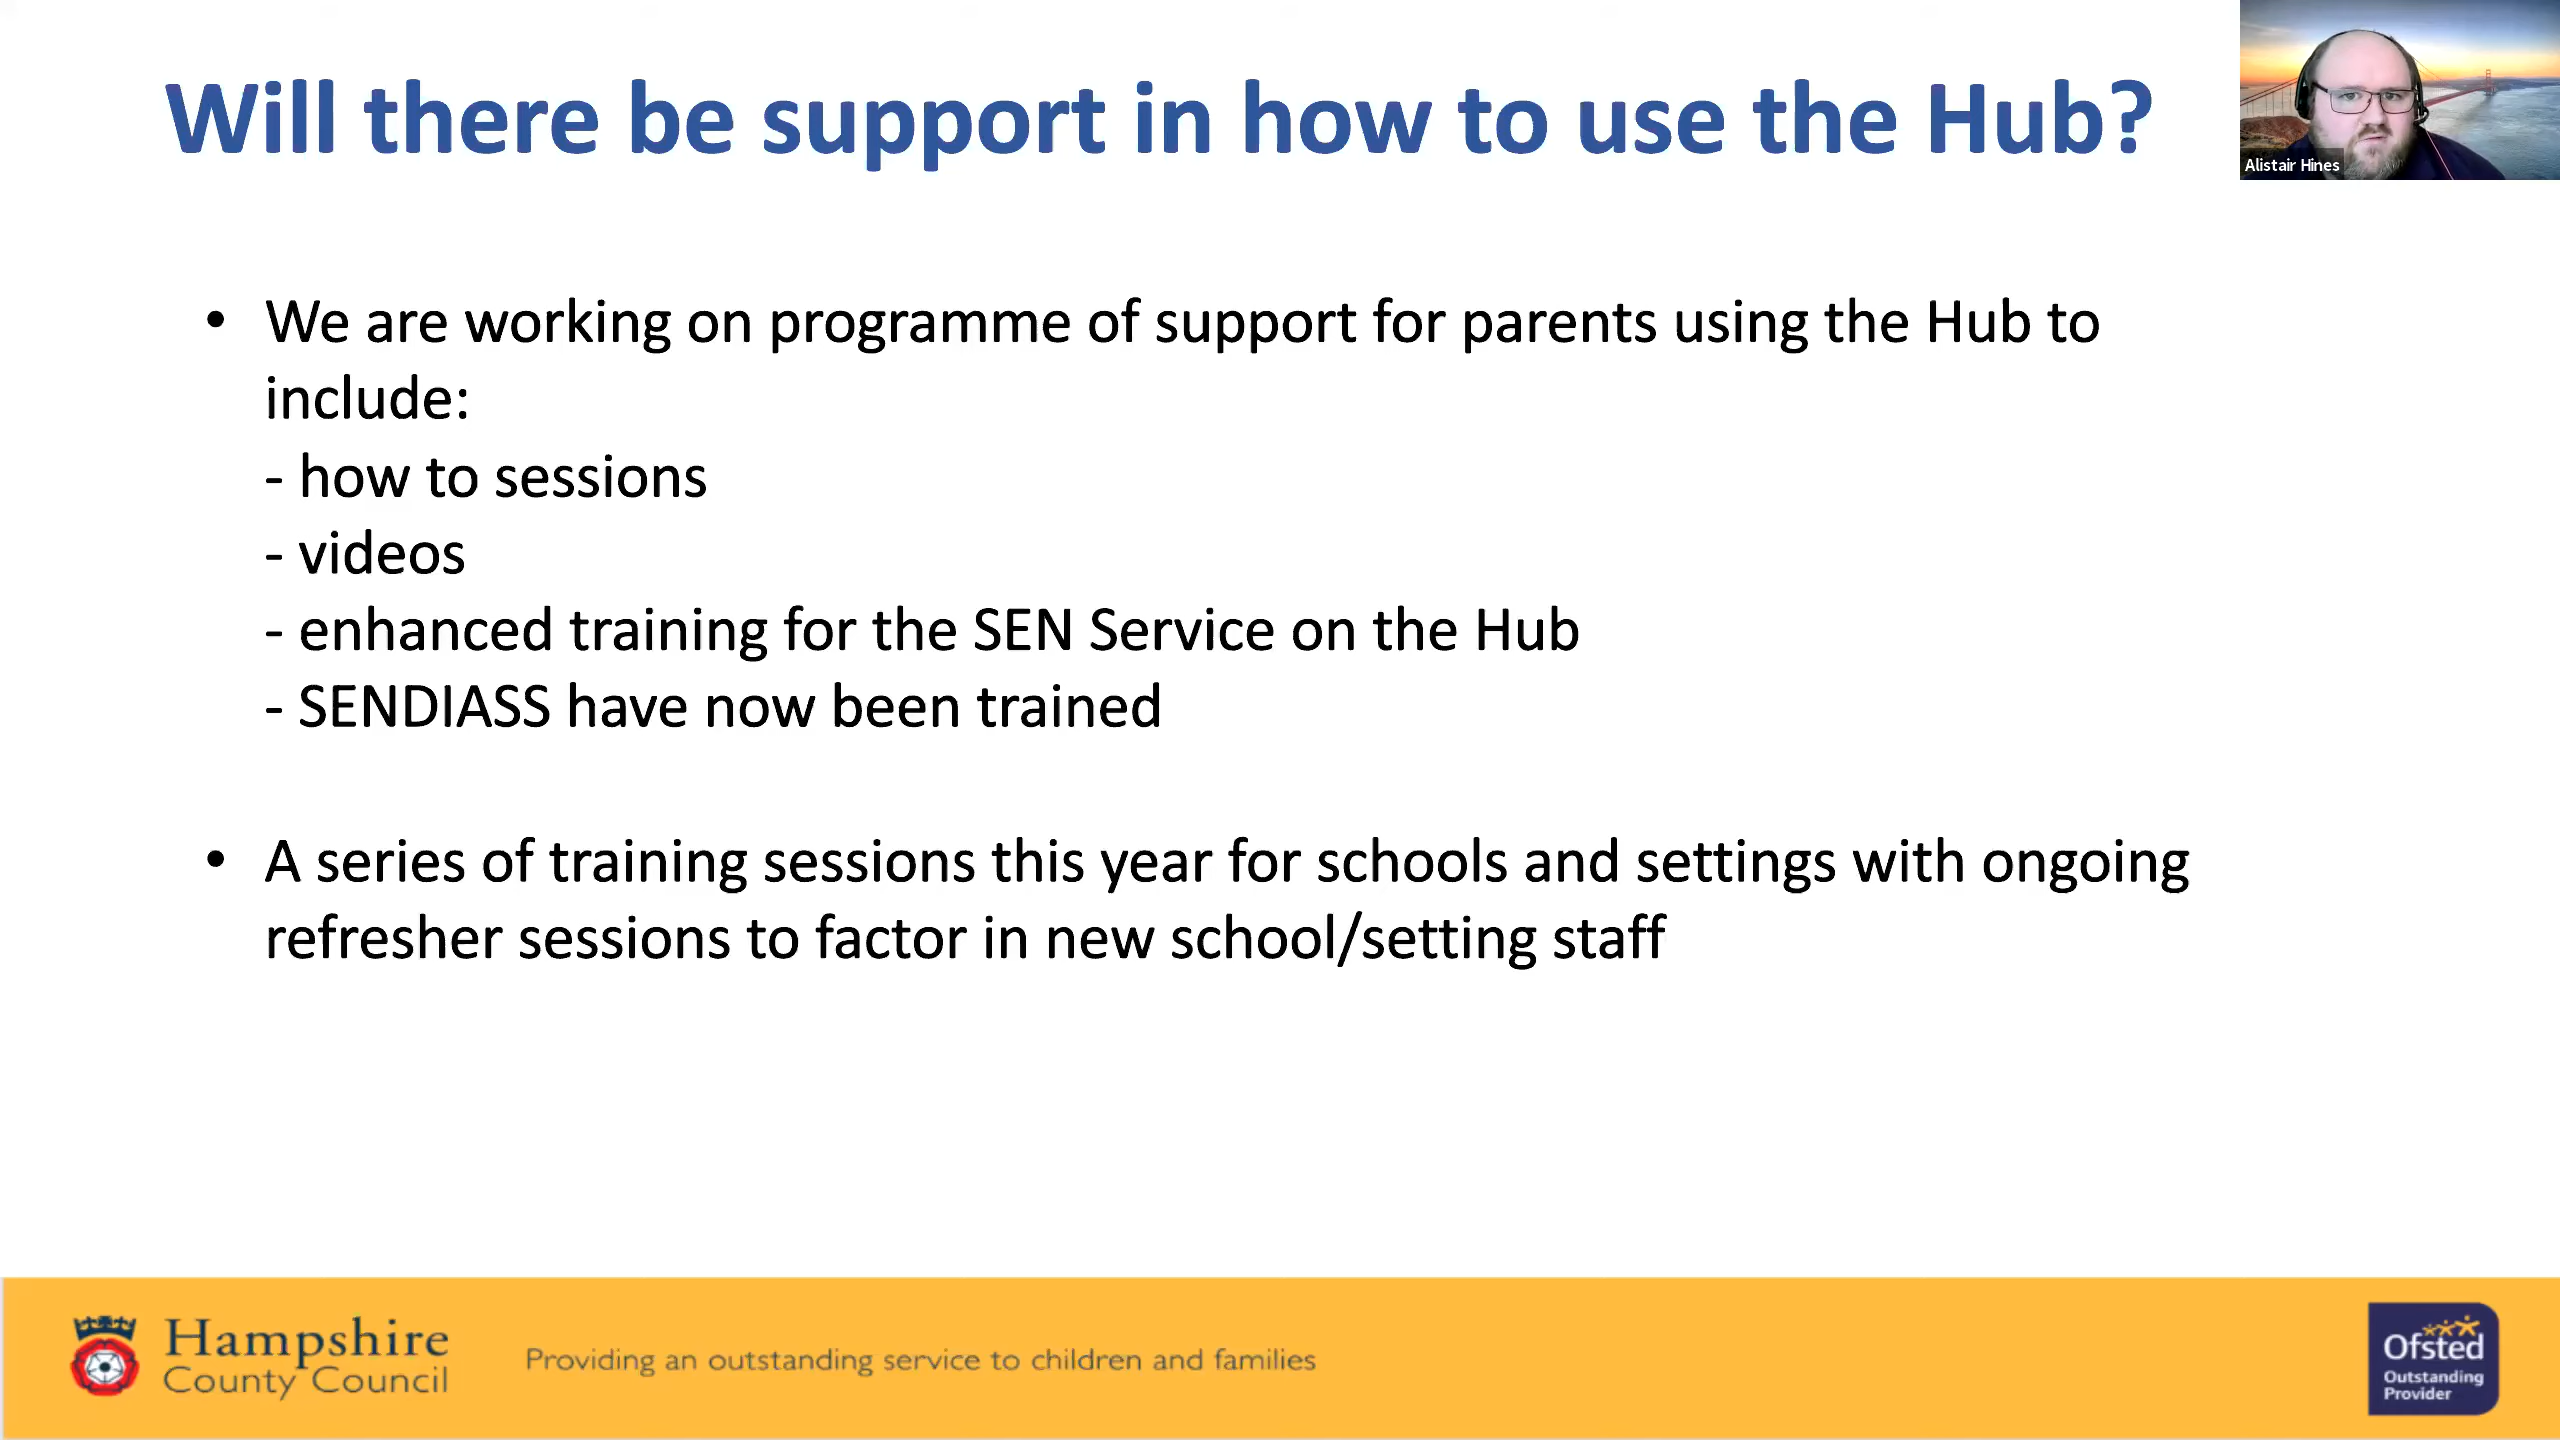 Will there be support in how to use the Hub?
Alistair Hines
• We are working on programme of support for parents using the Hub to
include:
- how to sessions
- videos
- enhanced training for the SEN Service on the Hub
- SENDIASS have now been trained
• A series of training sessions this year for schools and settings with ongoing
refresher sessions to factor in new school/setting staff
Hampshire
County Council
Providing an outstanding service to children and families
Ofsted
Outstanding
Provider